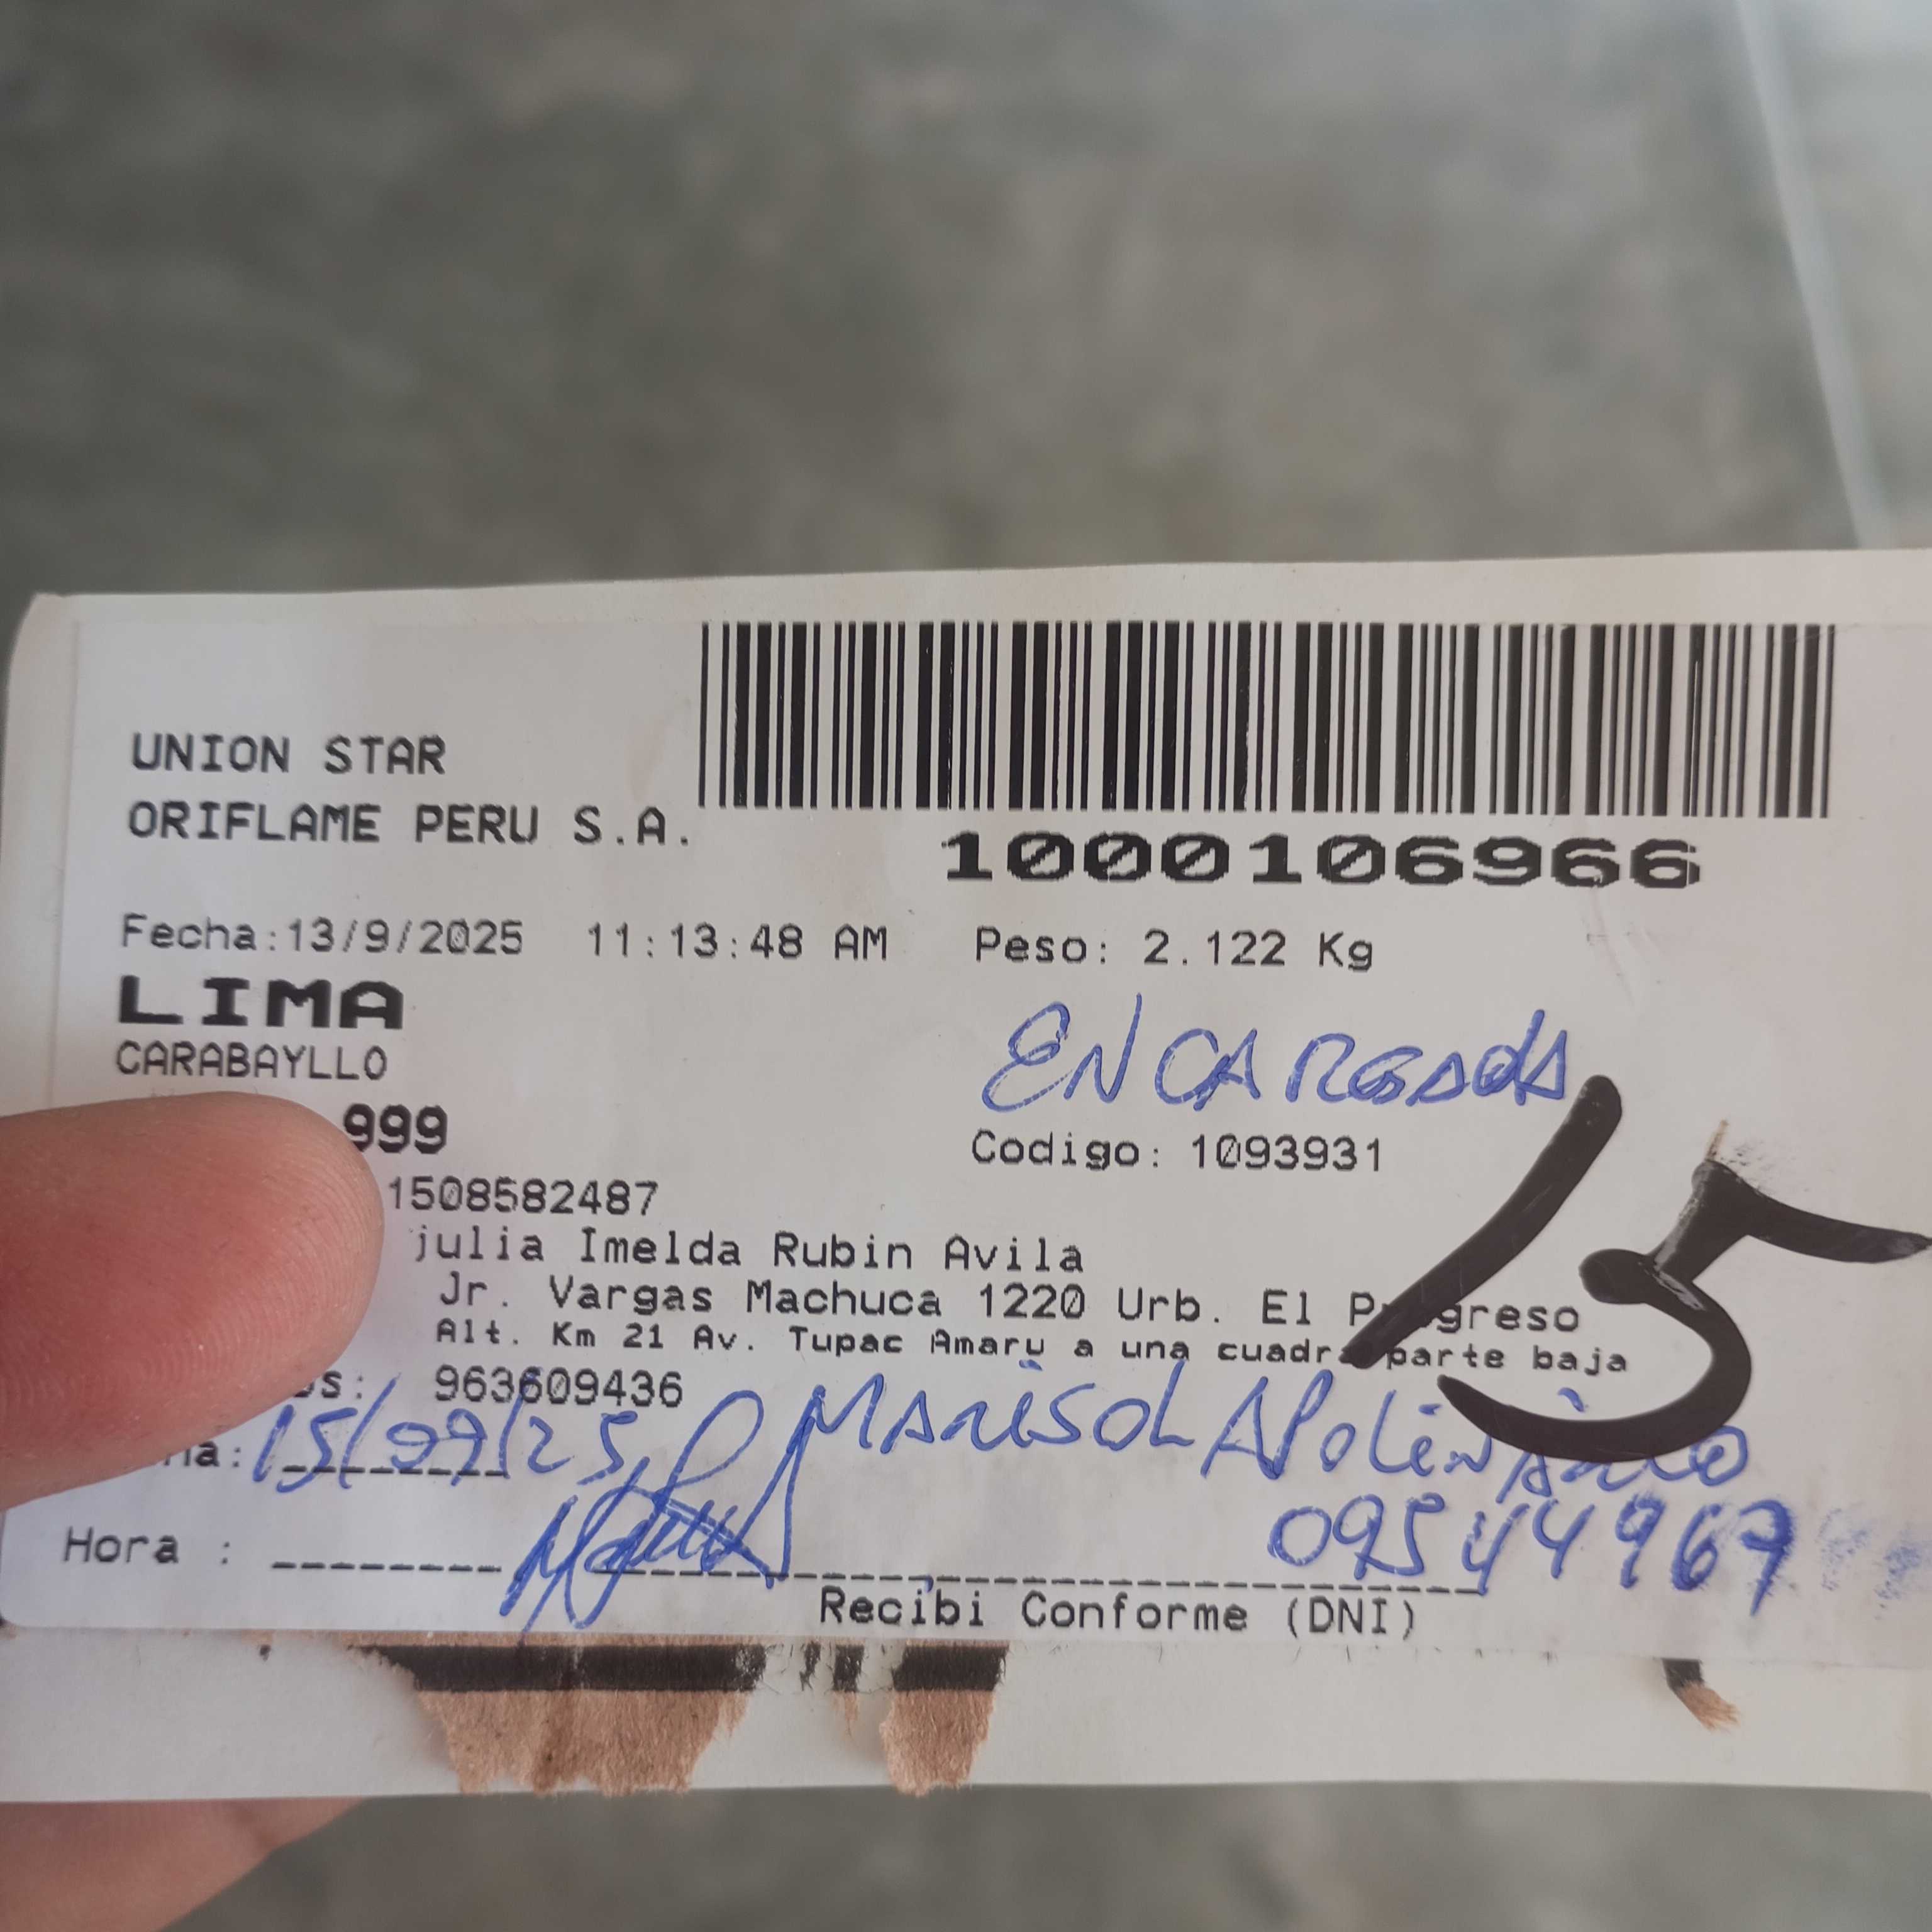 UNION STAR
ORIFLAME PERU S.A.
1000106966
Fecha:13/9/2025 11:13:48 AM Peso: 2.122 Kg
LIMA
CARABAYLLO
ENCARGADA
999
Codigo: 1093931
1508582487
julia Imelda Rubin Avila
Jr. Vargas Machuca 1220 Urb. El Progreso
Alt. Km 21 Av. Tupac Amaru a una cuadra parte baja
15
963609436
MARISOL APOLINARIO
15/09/25
09544967
Hora :
Recibi Conforme (DNI)